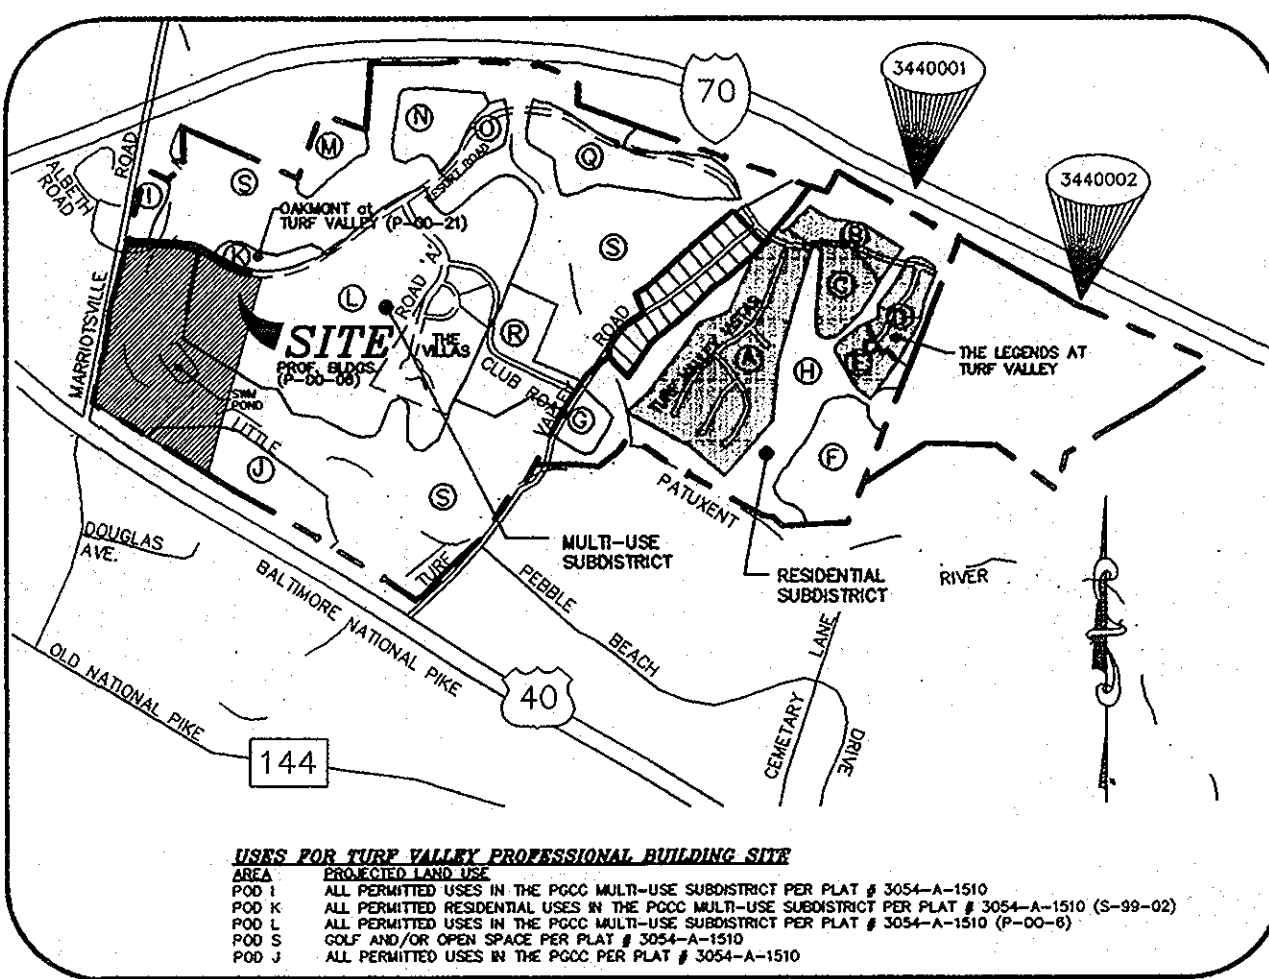 3440001
70
3440002
N
O
M
Q
ROAD
ALBETH
ROAD
I
S
RESORT ROAD
OAKMONT at
TURF VALLEY (P-00-21)
K
S
B
MARRIOTSVILLE
L
ROAD 'A'
C
SITE
PROF. BLDGS.
(P-00-06)
THE
VILLAS
R
ROAD
TURF VALLEY VISTAS
D
E
THE LEGENDS AT
TURF VALLEY
A
H
CLUB ROAD
SWM
POND
LITTLE
VALLEY
G
J
S
F
PATUXENT
DOUGLAS
AVE.
MULTI-USE
SUBDISTRICT
TURF
RESIDENTIAL
SUBDISTRICT
RIVER
BALTIMORE NATIONAL PIKE
PEBBLE
BEACH
DRIVE
CEMETARY LANE
OLD NATIONAL PIKE
40
144
USES FOR TURF VALLEY PROFESSIONAL BUILDING SITE
AREA PROJECTED LAND USE
POD I ALL PERMITTED USES IN THE PGCC MULTI-USE SUBDISTRICT PER PLAT # 3054-A-1510
POD K ALL PERMITTED RESIDENTIAL USES IN THE PGCC MULTI-USE SUBDISTRICT PER PLAT # 3054-A-1510 (S-99-02)
POD L ALL PERMITTED USES IN THE PGCC MULTI-USE SUBDISTRICT PER PLAT # 3054-A-1510 (P-00-6)
POD S GOLF AND/OR OPEN SPACE PER PLAT # 3054-A-1510
POD J ALL PERMITTED USES IN THE PGCC PER PLAT # 3054-A-1510